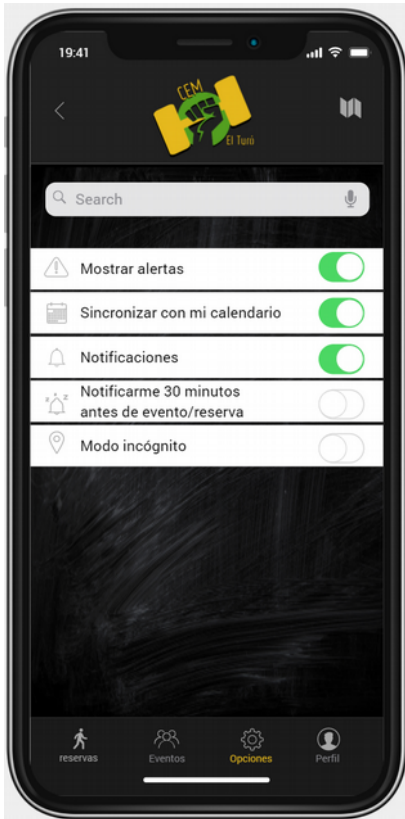 19:41
CEM
El Turó
Search
Mostrar alertas
Sincronizar con mi calendario
Notificaciones
Notificarme 30 minutos
antes de evento/reserva
Modo incógnito
reservas
Eventos
Opciones
Perfil